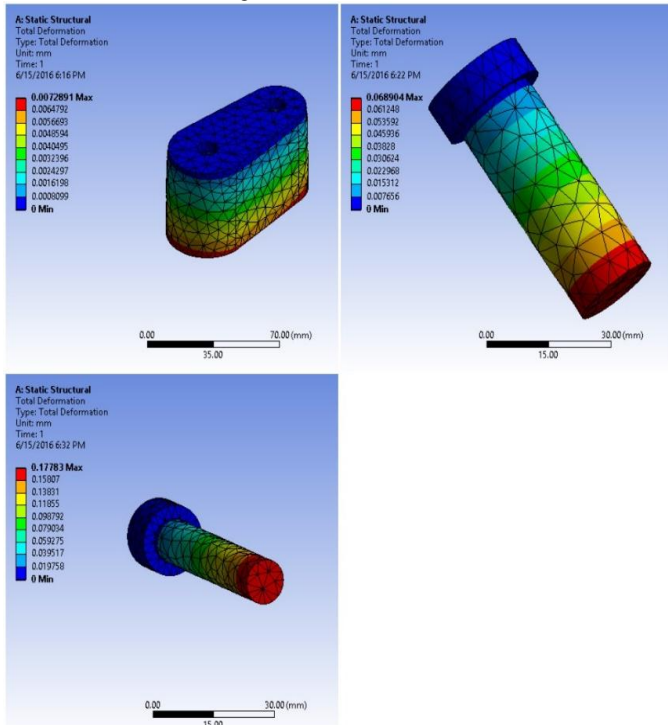 A: Static Structural
Total Deformation
Type: Total Deformation
Unit: mm
Time: 1
6/15/2016 6:16 PM
0.0072891 Max
0.0064792
0.0056693
0.0048594
0.0040495
0.0032396
0.0024297
0.0016198
0.0008099
0 Min
0.00
70.00 (mm)
35.00
A: Static Structural
Total Deformation
Type: Total Deformation
Unit: mm
Time: 1
6/15/2016 6:22 PM
0.068904 Max
0.061248
0.053592
0.045936
0.03828
0.030624
0.022968
0.015312
0.007656
0 Min
0.00
30.00 (mm)
15.00
A: Static Structural
Total Deformation
Type: Total Deformation
Unit: mm
Time: 1
6/15/2016 6:32 PM
0.17783 Max
0.15807
0.13831
0.11855
0.098792
0.079034
0.059275
0.039517
0.019758
0 Min
0.00
30.00 (mm)
15.00